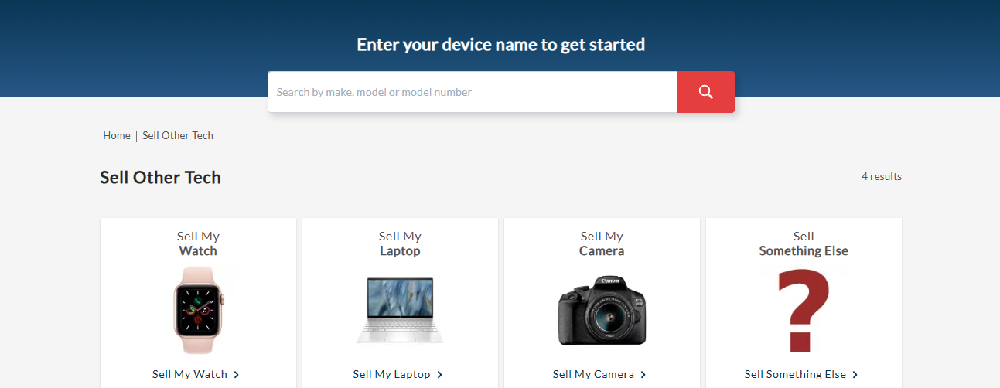 Enter your device name to get started
Search by make, model or model number
Home | Sell Other Tech
Sell Other Tech
4 results
Sell My
Watch
Sell My
Laptop
Sell My
Camera
Sell
Something Else
Canon
?
Sell My Watch
Sell My Laptop
Sell My Camera
Sell Something Else